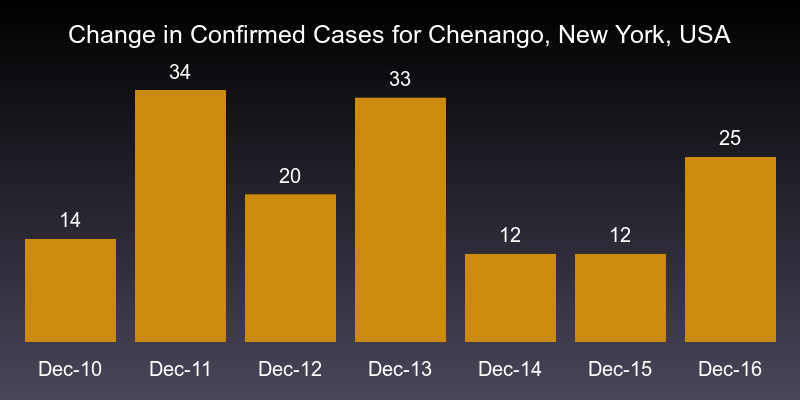 Change in Confirmed Cases for Chenango, New York, USA
34
33
25
20
14
12
12
Dec-10
Dec-11
Dec-12
Dec-13
Dec-14
Dec-15
Dec-16